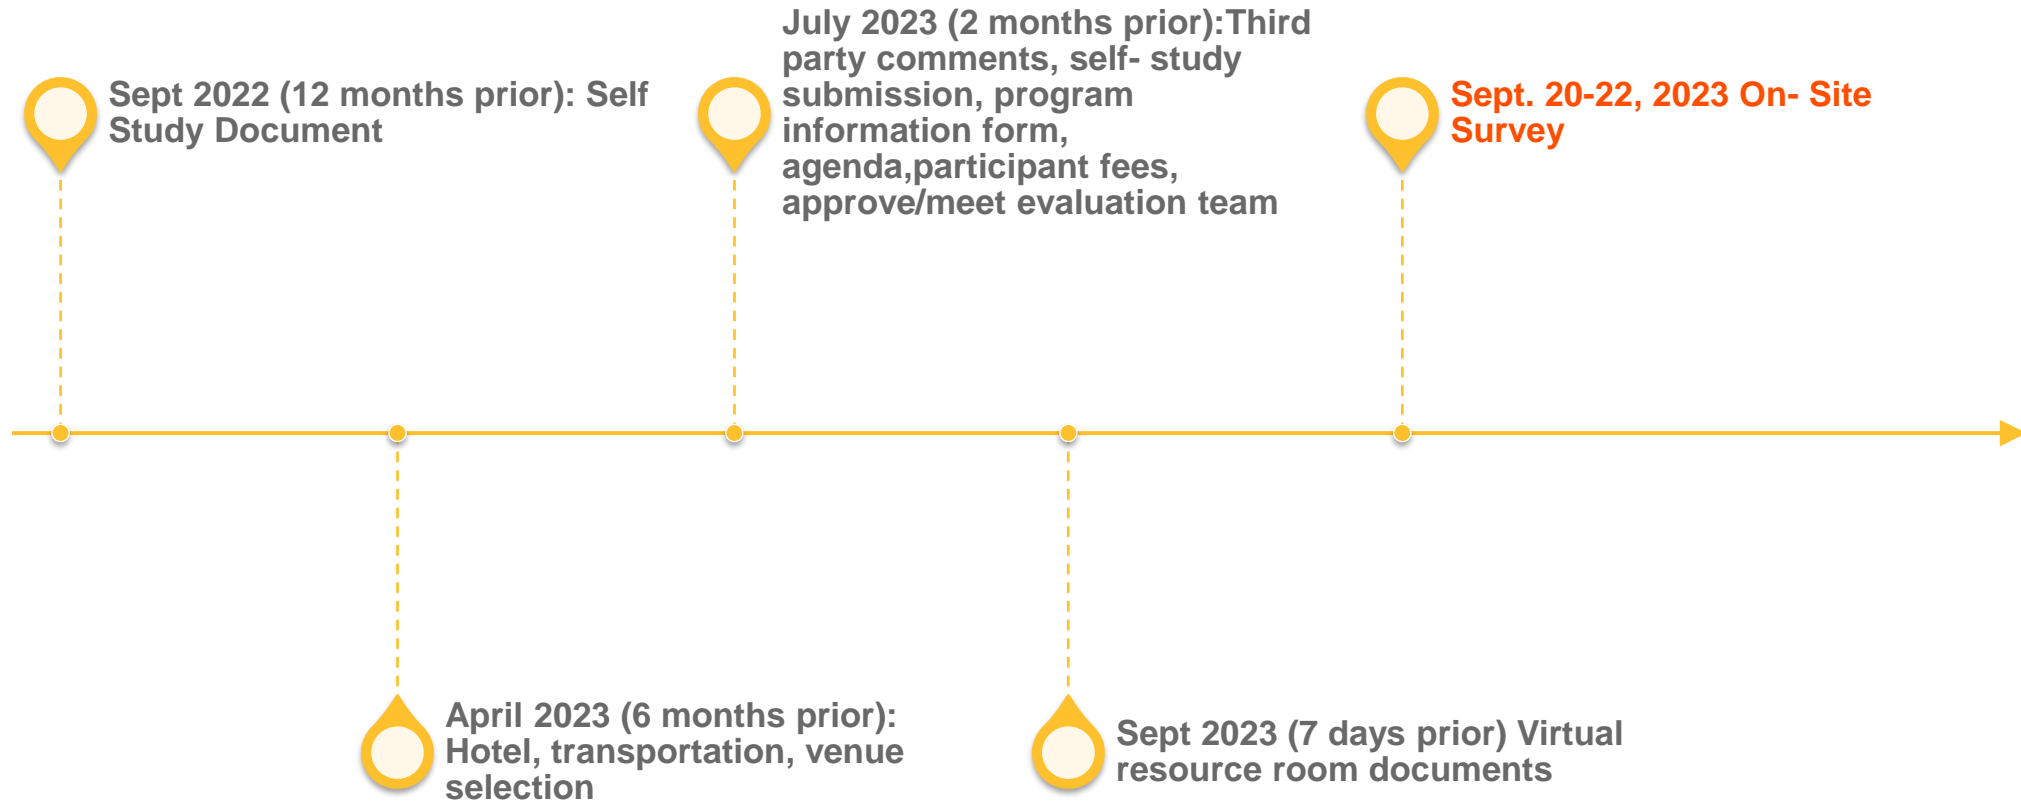 Sept 2022 (12 months prior): Self
Study Document
July 2023 (2 months prior):Third
party comments, self- study
submission, program
information form,
agenda,participant fees,
approve/meet evaluation team
Sept. 20-22, 2023 On- Site
Survey
April 2023 (6 months prior):
Hotel, transportation, venue
selection
Sept 2023 (7 days prior) Virtual
resource room documents